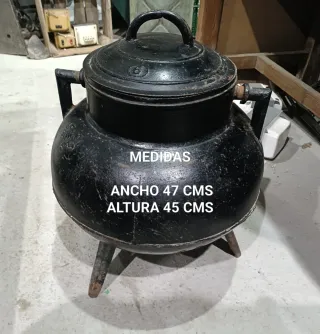 MEDIDAS
ANCHO 47 CMS
ALTURA 45 CMS